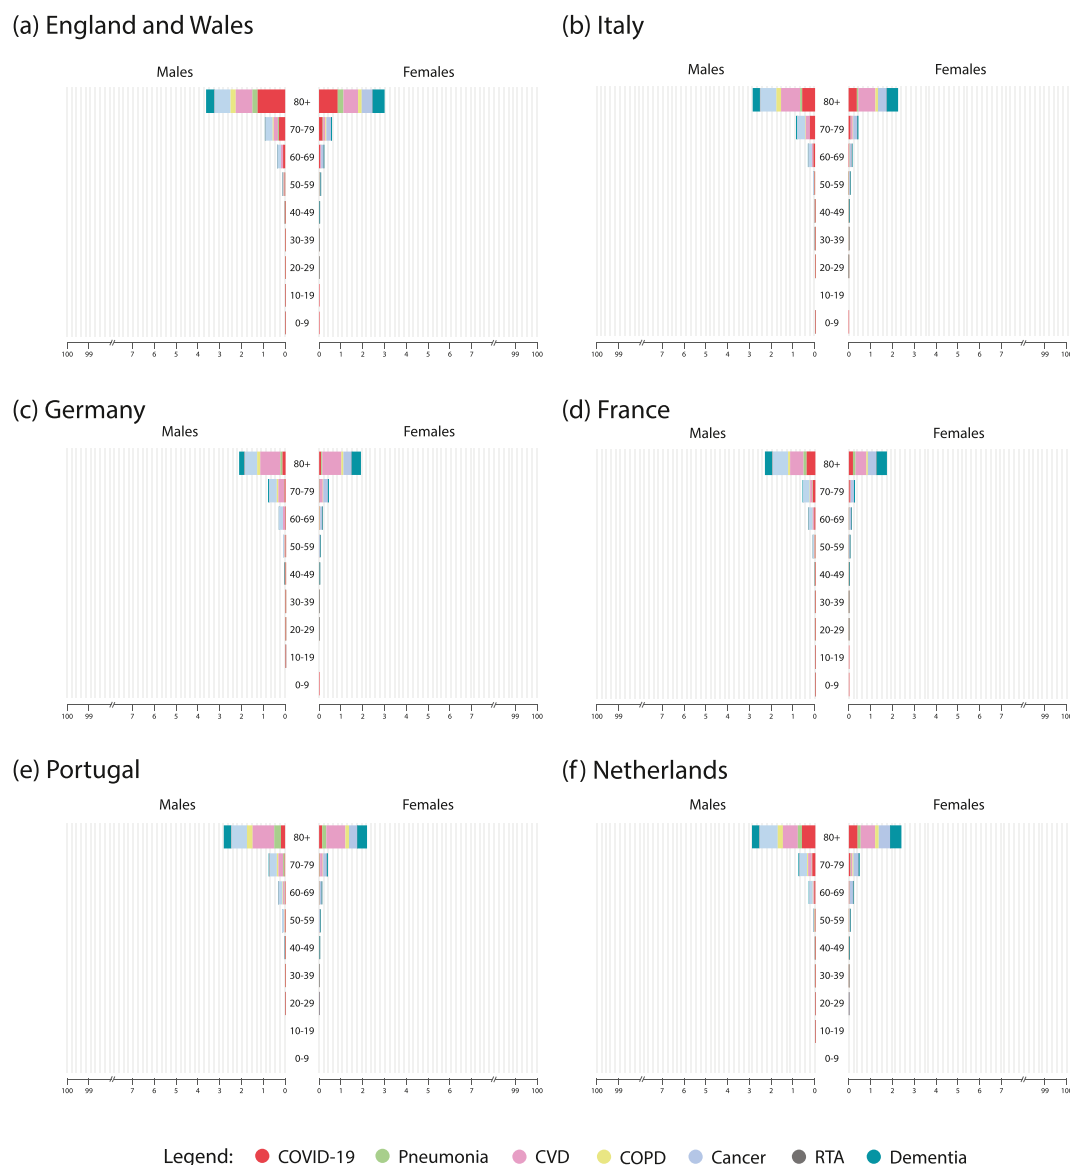 (a) England and Wales
(b) Italy
Males
Females
Males
Females
80+
70-79
60-69
50-59
40-49
30-39
20-29
10-19
0-9
80+
70-79
60-69
50-59
40-49
30-39
20-29
10-19
0-9
100 99 7 6 5 4 3 2 1 0
0 1 2 3 4 5 6 7 99 100
100 99 7 6 5 4 3 2 1 0
0 1 2 3 4 5 6 7 99 100
(c) Germany
(d) France
Males
Females
Males
Females
80+
70-79
60-69
50-59
40-49
30-39
20-29
10-19
0-9
80+
70-79
60-69
50-59
40-49
30-39
20-29
10-19
0-9
100 99 7 6 5 4 3 2 1 0
0 1 2 3 4 5 6 7 99 100
100 99 7 6 5 4 3 2 1 0
0 1 2 3 4 5 6 7 99 100
(e) Portugal
(f) Netherlands
Males
Females
Males
Females
80+
70-79
60-69
50-59
40-49
30-39
20-29
10-19
0-9
80+
70-79
60-69
50-59
40-49
30-39
20-29
10-19
0-9
100 99 7 6 5 4 3 2 1 0
0 1 2 3 4 5 6 7 99 100
100 99 7 6 5 4 3 2 1 0
0 1 2 3 4 5 6 7 99 100
Legend: COVID-19 Pneumonia CVD COPD Cancer RTA Dementia